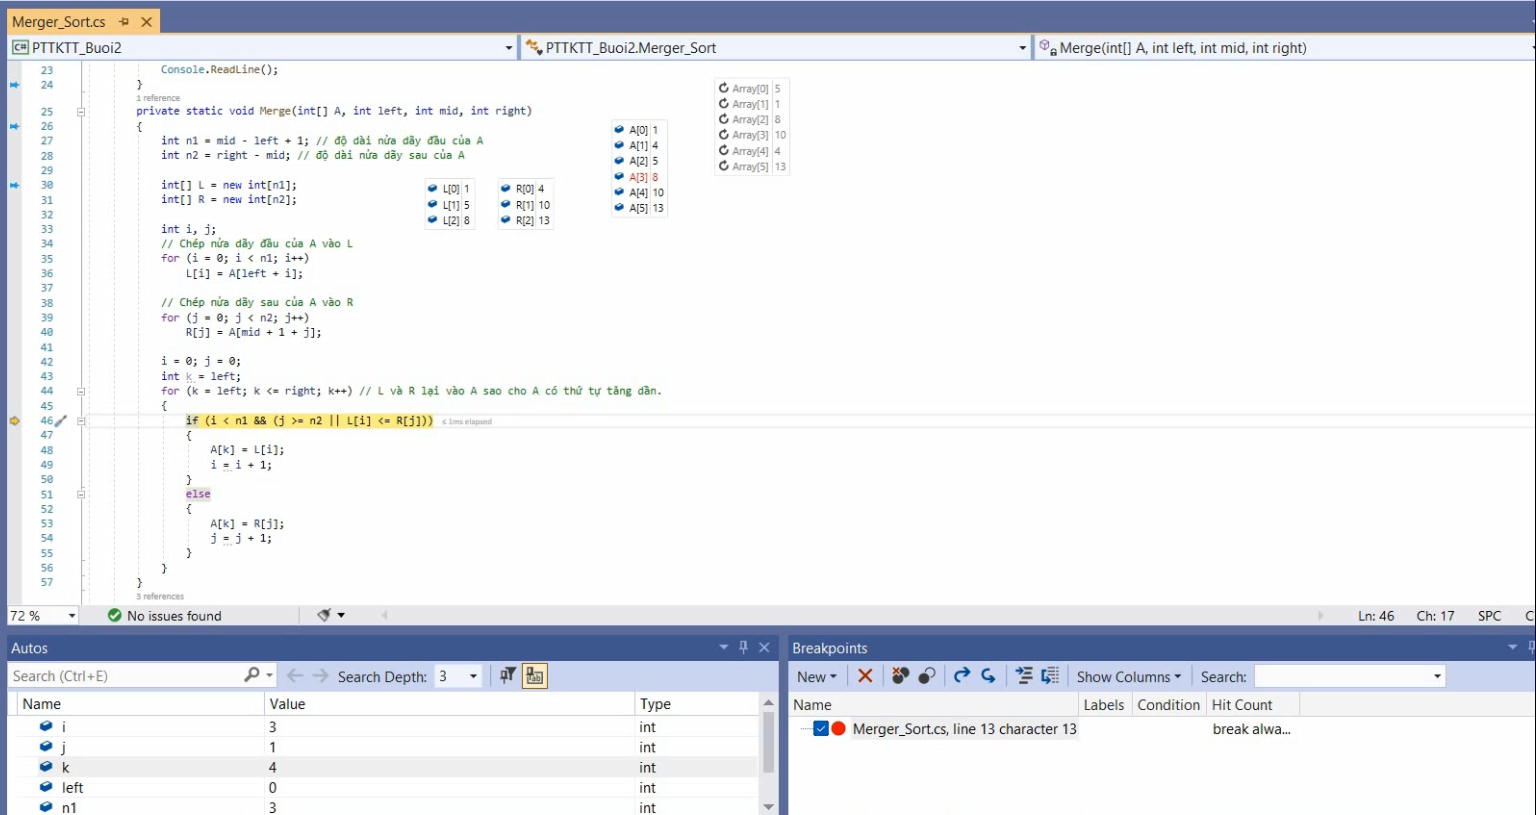 Merger_Sort.cs
PTTKTT_Buoi2
PTTKTT_Buoi2.Merger_Sort
Merge(int[] A, int left, int mid, int right)
23 Console.ReadLine();
24 }
1 reference
25 private static void Merge(int[] A, int left, int mid, int right)
26 {
27 int n1 = mid - left + 1; // độ dài nửa dãy đầu của A
28 int n2 = right - mid; // độ dài nửa dãy sau của A
29
30 int[] L = new int[n1];
31 int[] R = new int[n2];
32
33 int i, j;
34 // Chép nửa dãy đầu của A vào L
35 for (i = 0; i < n1; i++)
36 L[i] = A[left + i];
37
38 // Chép nửa dãy sau của A vào R
39 for (j = 0; j < n2; j++)
40 R[j] = A[mid + 1 + j];
41
42 i = 0; j = 0;
43 int k = left;
44 for (k = left; k <= right; k++) // L và R lại vào A sao cho A có thứ tự tăng dần.
45 {
46 if (i < n1 && (j >= n2 || L[i] <= R[j])) ≤ 1ms elapsed
47 {
48 A[k] = L[i];
49 i = i + 1;
50 }
51 else
52 {
53 A[k] = R[j];
54 j = j + 1;
55 }
56 }
57 }
3 references
L[0] 1
L[1] 5
L[2] 8
R[0] 4
R[1] 10
R[2] 13
A[0] 1
A[1] 4
A[2] 5
A[3] 8
A[4] 10
A[5] 13
Array[0] 5
Array[1] 1
Array[2] 8
Array[3] 10
Array[4] 4
Array[5] 13
72 %
No issues found
Ln: 46 Ch: 17 SPC C
Autos
Search (Ctrl+E)
Search Depth: 3
Name Value Type
i 3 int
j 1 int
k 4 int
left 0 int
n1 3 int
Breakpoints
New
Show Columns
Search:
Name Labels Condition Hit Count
Merger_Sort.cs, line 13 character 13 break alwa...